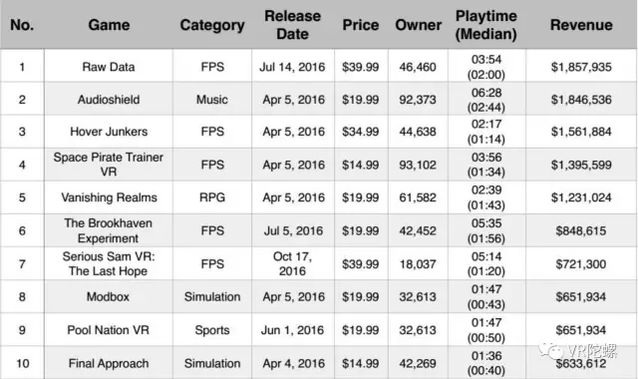 No. Game Category Release Date Price Owner Playtime (Median) Revenue
1 Raw Data FPS Jul 14, 2016 $39.99 46,460 03:54 (02:00) $1,857,935
2 Audioshield Music Apr 5, 2016 $19.99 92,373 06:28 (02:44) $1,846,536
3 Hover Junkers FPS Apr 5, 2016 $34.99 44,638 02:17 (01:14) $1,561,884
4 Space Pirate Trainer VR FPS Apr 5, 2016 $14.99 93,102 03:56 (01:34) $1,395,599
5 Vanishing Realms RPG Apr 5, 2016 $19.99 61,582 02:39 (01:43) $1,231,024
6 The Brookhaven Experiment FPS Jul 5, 2016 $19.99 42,452 05:35 (01:56) $848,615
7 Serious Sam VR: The Last Hope FPS Oct 17, 2016 $39.99 18,037 05:14 (01:20) $721,300
8 Modbox Simulation Apr 5, 2016 $19.99 32,613 01:47 (00:43) $651,934
9 Pool Nation VR Sports Jun 1, 2016 $19.99 32,613 01:47 (00:50) $651,934
10 Final Approach Simulation Apr 4, 2016 $14.99 42,269 01:36 (00:40) $633,612
VR陀螺